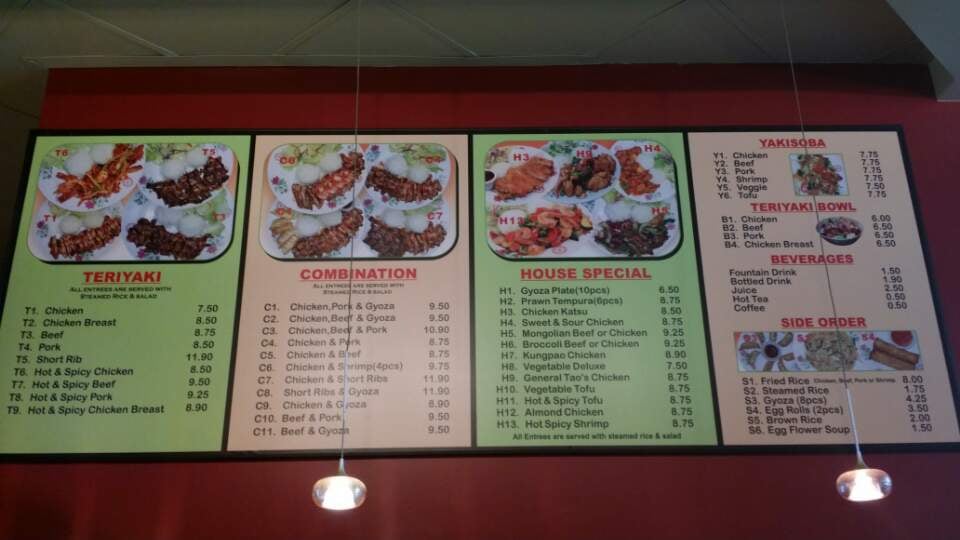 T6
T5
T1
T3
TERIYAKI
ALL ENTREES ARE SERVED WITH
STEAMED RICE & SALAD
T1. Chicken 7.50
T2. Chicken Breast 8.50
T3. Beef 8.75
T4. Pork 8.50
T5. Short Rib 11.90
T6. Hot & Spicy Chicken 8.50
T7. Hot & Spicy Beef 9.50
T8. Hot & Spicy Pork 9.25
T9. Hot & Spicy Chicken Breast 8.90
C4
C7
COMBINATION
ALL ENTREES ARE SERVED WITH
STEAMED RICE & SALAD
C1. Chicken,Pork & Gyoza 9.50
C2. Chicken,Beef & Gyoza 9.50
C3. Chicken,Beef & Pork 10.90
C4. Chicken & Pork 8.75
C5. Chicken & Beef 8.75
C6. Chicken & Shrimp(4pcs) 9.75
C7. Chicken & Short Ribs 11.90
C8. Short Ribs & Gyoza 11.90
C9. Chicken & Gyoza 8.90
C10. Beef & Pork 9.50
C11. Beef & Gyoza 9.50
H3
H9
H4
H13
HOUSE SPECIAL
H1. Gyoza Plate(10pcs) 6.50
H2. Prawn Tempura(6pcs) 8.75
H3. Chicken Katsu 8.50
H4. Sweet & Sour Chicken 8.75
H5. Mongolian Beef or Chicken 9.25
H6. Broccoli Beef or Chicken 9.25
H7. Kungpao Chicken 8.90
H8. Vegetable Deluxe 7.50
H9. General Tao's Chicken 8.75
H10. Vegetable Tofu 8.75
H11. Hot & Spicy Tofu 8.75
H12. Almond Chicken 8.75
H13. Hot Spicy Shrimp 8.75
All Entrees are served with steamed rice & salad
YAKISOBA
Y1. Chicken 7.75
Y2. Beef 7.75
Y3. Pork 7.75
Y4. Shrimp 7.75
Y5. Veggie 7.50
Y6. Tofu 7.75
TERIYAKI BOWL
B1. Chicken 6.00
B2. Beef 6.50
B3. Pork 6.50
B4. Chicken Breast 6.50
BEVERAGES
Fountain Drink 1.50
Bottled Drink 1.90
Juice 2.50
Hot Tea 0.50
Coffee 0.50
SIDE ORDER
S4
S1. Fried Rice Chicken, Beef, Pork or Shrimp 8.00
S2. Steamed Rice 1.75
S3. Gyoza (6pcs) 4.25
S4. Egg Rolls (2pcs) 3.50
S5. Brown Rice 2.00
S6. Egg Flower Soup 1.50